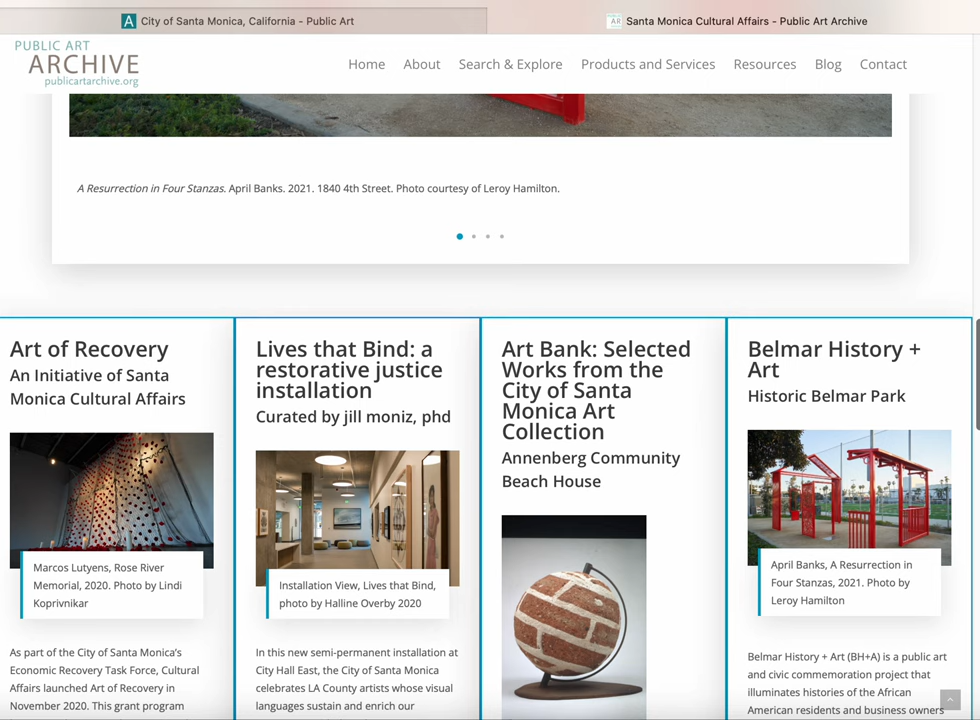 City of Santa Monica, California - Public Art
Santa Monica Cultural Affairs - Public Art Archive
PUBLIC ART
ARCHIVE
publicartarchive.org
Home
About
Search & Explore
Products and Services
Resources
Blog
Contact
A Resurrection in Four Stanzas. April Banks. 2021. 1840 4th Street. Photo courtesy of Leroy Hamilton.
Art of Recovery
An Initiative of Santa
Monica Cultural Affairs
Marcos Lutyens, Rose River
Memorial, 2020. Photo by Lindi
Koprivnikar
As part of the City of Santa Monica's
Economic Recovery Task Force, Cultural
Affairs launched Art of Recovery in
November 2020. This grant program
Lives that Bind: a
restorative justice
installation
Curated by jill moniz, phd
Installation View, Lives that Bind,
photo by Halline Overby 2020
In this new semi-permanent installation at
City Hall East, the City of Santa Monica
celebrates LA County artists whose visual
languages sustain and enrich our
Art Bank: Selected
Works from the
City of Santa
Monica Art
Collection
Annenberg Community
Beach House
Belmar History +
Art
Historic Belmar Park
April Banks, A Resurrection in
Four Stanzas, 2021. Photo by
Leroy Hamilton
Belmar History + Art (BH+A) is a public art
and civic commemoration project that
illuminates histories of the African
American residents and business owners